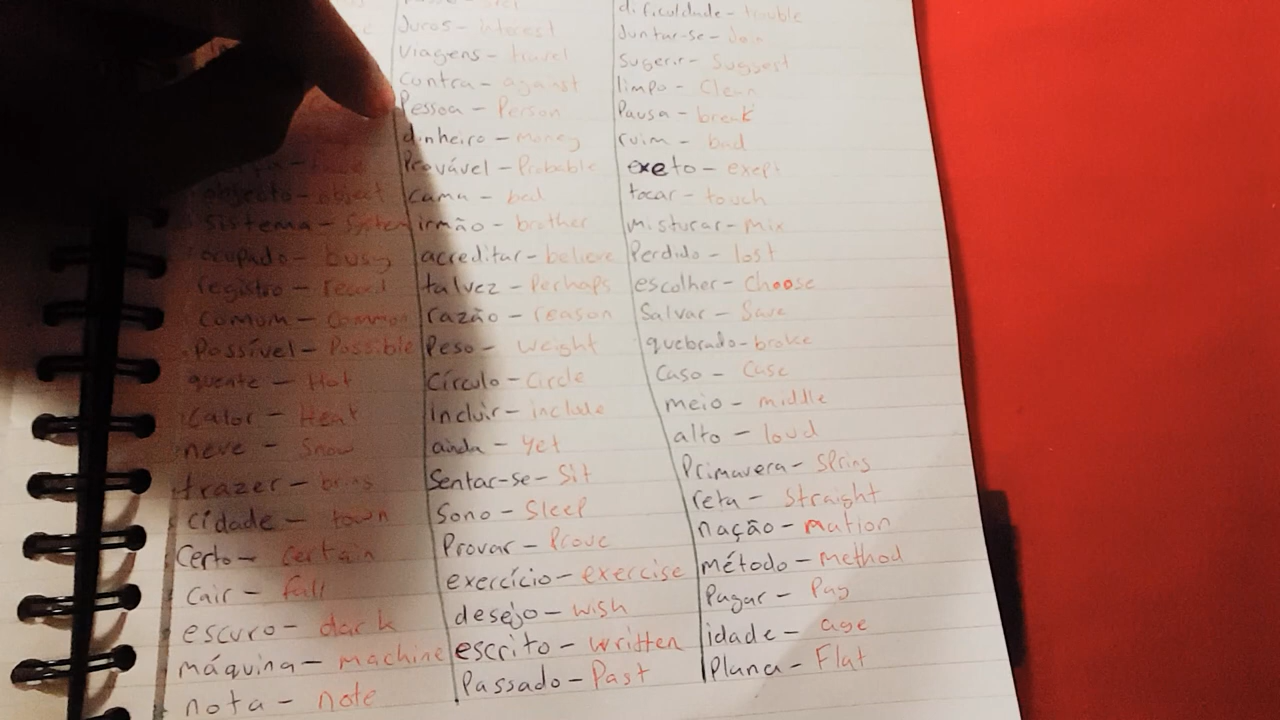 Juros - interest
Viagens - travel
Contra - against
Pessoa - Person
dinheiro - money
Provável - Probable
Cama - bed
irmão - brother
acreditar - believe
talvez - Perhaps
razão - reason
Peso - weight
Círculo - Circle
Incluir - include
ainda - Yet
Sentar-se - Sit
Sono - Sleep
Provar - Prove
exercício - exercise
desejo - wish
escrito - written
Passado - Past
objecto - object
Sistema - System
ocupado - busy
registro -
Comum - Common
Possível - Possible
quente - Hot
Calor - Heat
neve - Snow
trazer - bring
Cidade - town
Certo - Certain
Cair - fall
escuro - dark
máquina - machine
nota - note
dificuldade - trouble
Juntar-se - Join
Sugerir - Suggest
limpo - Clean
Pausa - break
ruim - bad
exeto - exept
tocar - touch
misturar - mix
Perdido - lost
escolher - Choose
Salvar - Save
quebrado - broke
Caso - Case
meio - middle
alto - loud
Primavera - Spring
reta - Straight
nação - mation
método - method
Pagar - Pay
idade - age
Plana - Flat